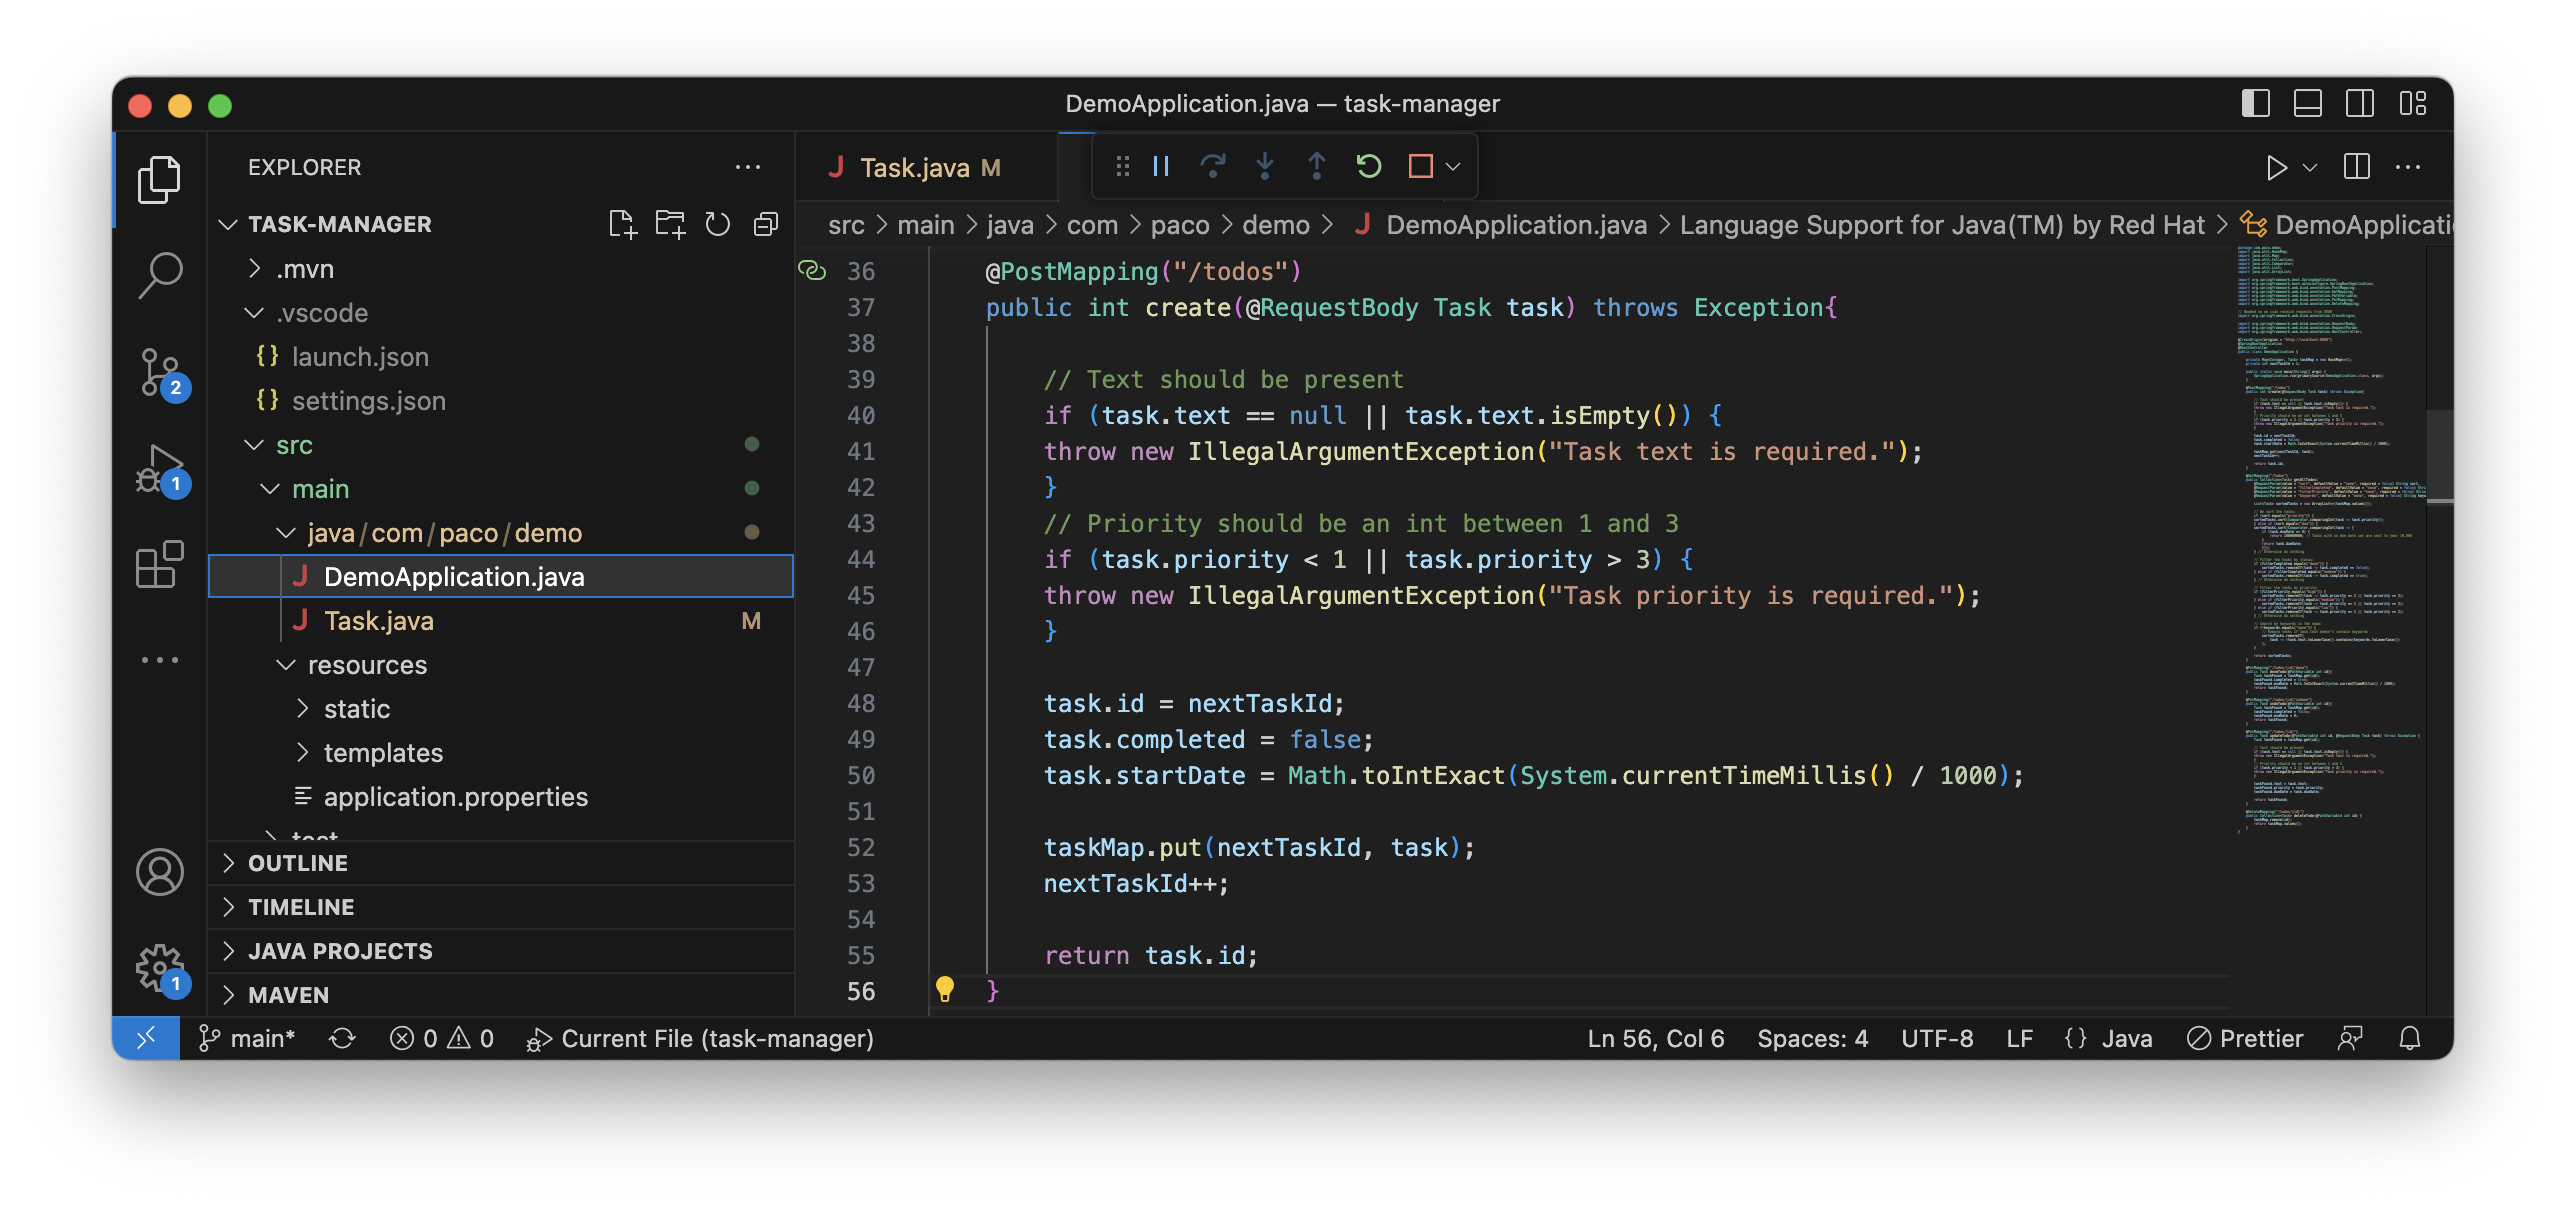 DemoApplication.java — task-manager
EXPLORER
TASK-MANAGER
.mvn
.vscode
{} launch.json
{} settings.json
src
main
java/com/paco/demo
J DemoApplication.java
J Task.java M
resources
static
templates
application.properties
test
OUTLINE
TIMELINE
JAVA PROJECTS
MAVEN
2
1
1
J Task.java M
src > main > java > com > paco > demo > J DemoApplication.java > Language Support for Java(TM) by Red Hat > DemoApplicati
36 @PostMapping("/todos")
37 public int create(@RequestBody Task task) throws Exception{
38
39 // Text should be present
40 if (task.text == null || task.text.isEmpty()) {
41 throw new IllegalArgumentException("Task text is required.");
42 }
43 // Priority should be an int between 1 and 3
44 if (task.priority < 1 || task.priority > 3) {
45 throw new IllegalArgumentException("Task priority is required.");
46 }
47
48 task.id = nextTaskId;
49 task.completed = false;
50 task.startDate = Math.toIntExact(System.currentTimeMillis() / 1000);
51
52 taskMap.put(nextTaskId, task);
53 nextTaskId++;
54
55 return task.id;
56 }
main* 0 0 Current File (task-manager) Ln 56, Col 6 Spaces: 4 UTF-8 LF {} Java Prettier